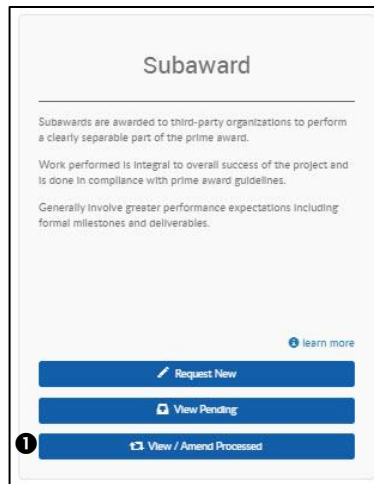 Subaward
Subawards are awarded to third-party organizations to perform
a clearly separable part of the prime award.
Work performed is integral to overall success of the project and
is done in compliance with prime award guidelines.
Generally involve greater performance expectations including
formal milestones and deliverables.
learn more
Request New
View Pending
1 View / Amend Processed